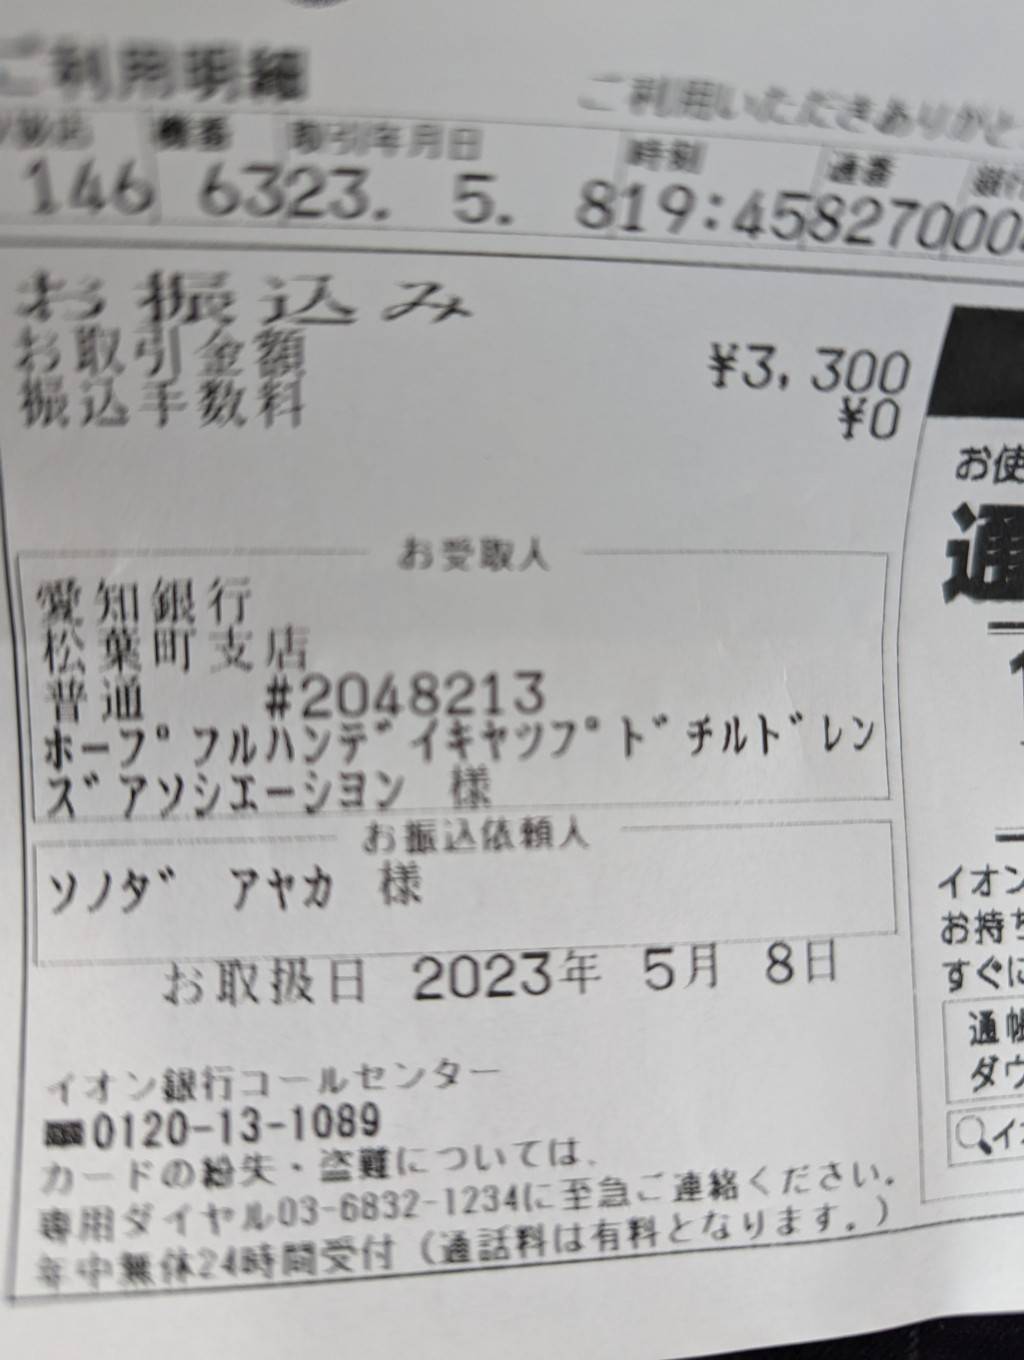 ご利用明細
ご利用いただきありがと
機番 取引年月日 時刻 通番
146 6323. 5. 819:45827000
お振込み
お取引金額 ¥3,300
振込手数料 ¥0
お受取人
愛知銀行
松葉町支店
普通 #2048213
ホープ゜フルハンデ゛イキヤツプ゜ド゛チルド゛レン
ズ゛アソシエーシヨン 様
お振込依頼人
ソノダ゛ アヤカ 様
お取扱日 2023年 5月 8日
イオン銀行コールセンター
☎0120-13-1089
カードの紛失・盗難については、
専用ダイヤル03-6832-1234に至急ご連絡ください。
年中無休24時間受付（通話料は有料となります。）
お使
通
イオン
お持ち
すぐに
通帳
ダウ